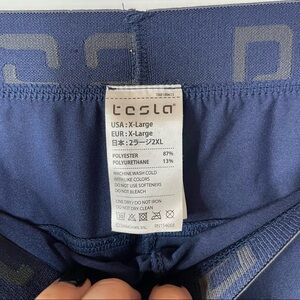 tesla
USA : X-Large
EUR : X-Large
日本 : 2ラージ2XL
POLYESTER 87%
POLYURETHANE 13%
MACHINE WASH COLD
WITH LIKE COLORS
DO NOT USE SOFTENERS
DO NOT BLEACH
LINE DRY / DO NOT IRON
DO NOT DRY CLEAN